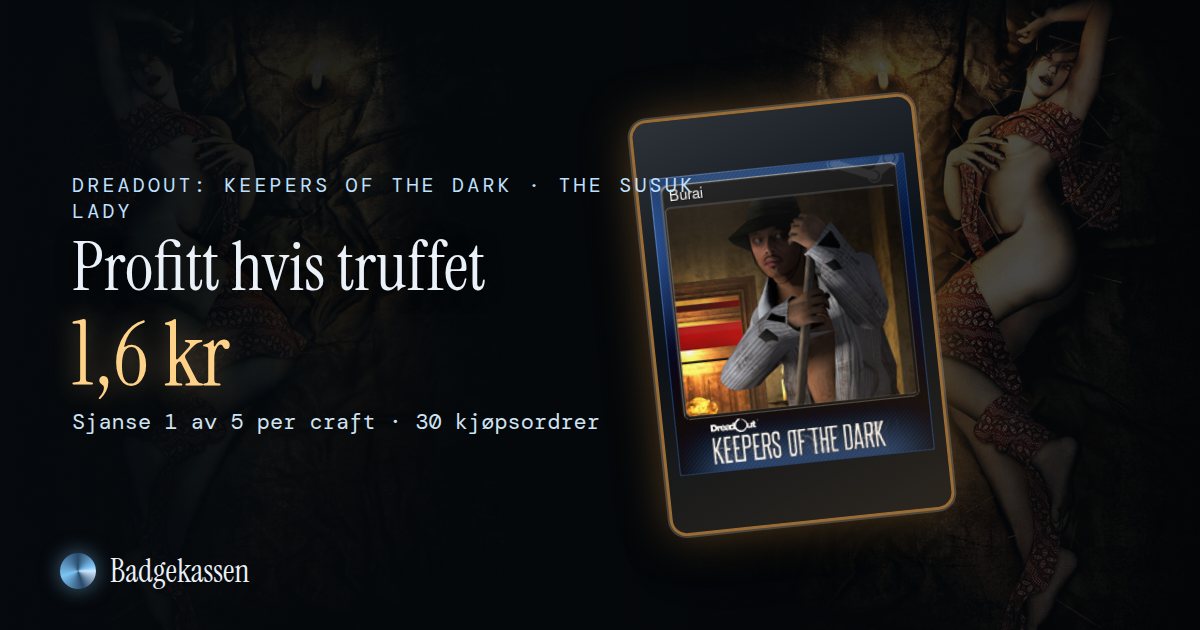 DREADOUT: KEEPERS OF THE DARK · THE SUSUK
LADY
Profitt hvis truffet
1,6 kr
Sjanse 1 av 5 per craft · 30 kjøpsordrer
Burai
DreadOut
KEEPERS OF THE DARK
Badgekassen